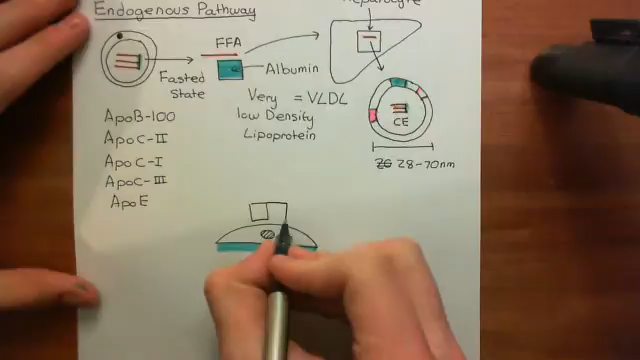 Endogenous Pathway
FFA
Albumin
Fasted
State
Very = VLDL
low Density
Lipoprotein
CE
28-70nm
ApoB-100
ApoC-II
ApoC-I
ApoC-III
ApoE